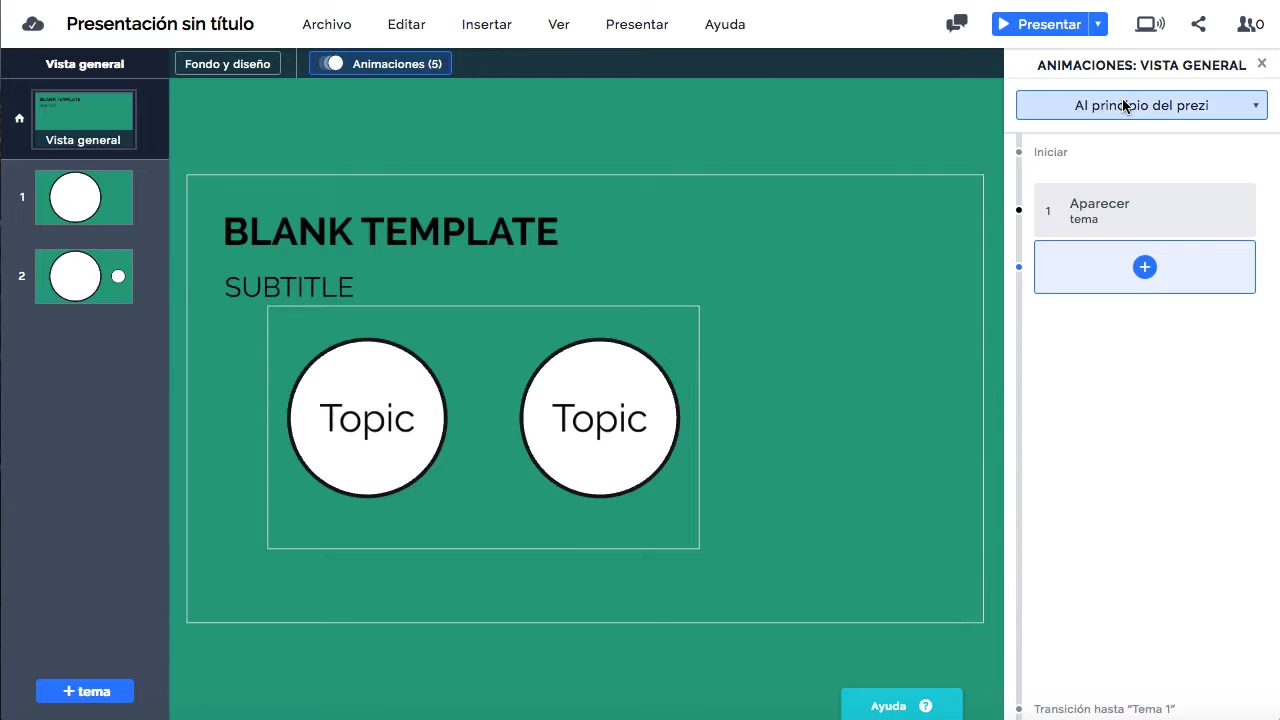 Presentación sin título
Archivo Editar Insertar Ver Presentar Ayuda
Presentar
0
Vista general
Fondo y diseño
Animaciones (5)
ANIMACIONES: VISTA GENERAL
Al principio del prezi
BLANK TEMPLATE
Vista general
1
2
BLANK TEMPLATE
SUBTITLE
Topic
Topic
Iniciar
1 Aparecer
tema
+ tema
Ayuda ?
Transición hasta "Tema 1"